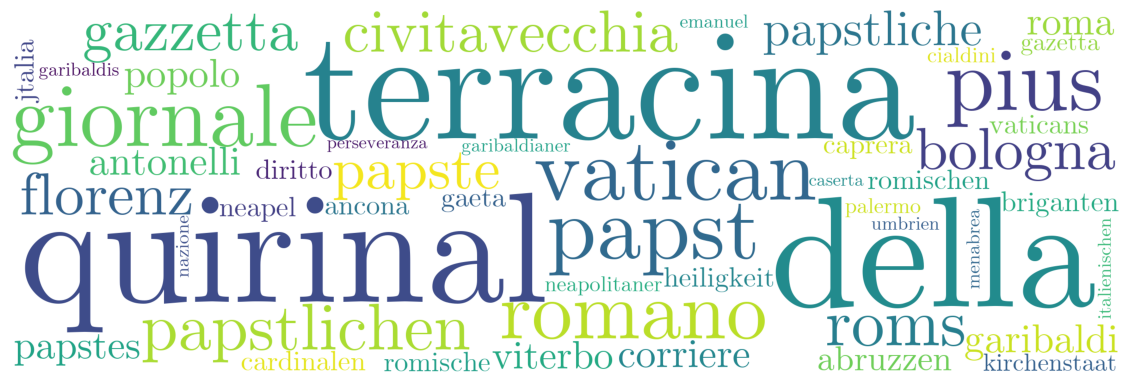 gazzetta
civitavecchia
emanuel
papstliche
roma
gazetta
jtalia
garibaldis
popolo
terracina
cialdini
pius
giornale
vaticans
perseveranza
garibaldianer
caprera
bologna
antonelli
diritto
papste
vatican
caserta
romischen
florenz
neapel
ancona
gaeta
palermo
briganten
quirinal
nazione
papst
della
umbrien
menabrea
italienischen
neapolitaner
heiligkeit
papstlichen
romano
roms
garibaldi
papstes
cardinalen
romische
viterbo
corriere
abruzzen
kirchenstaat